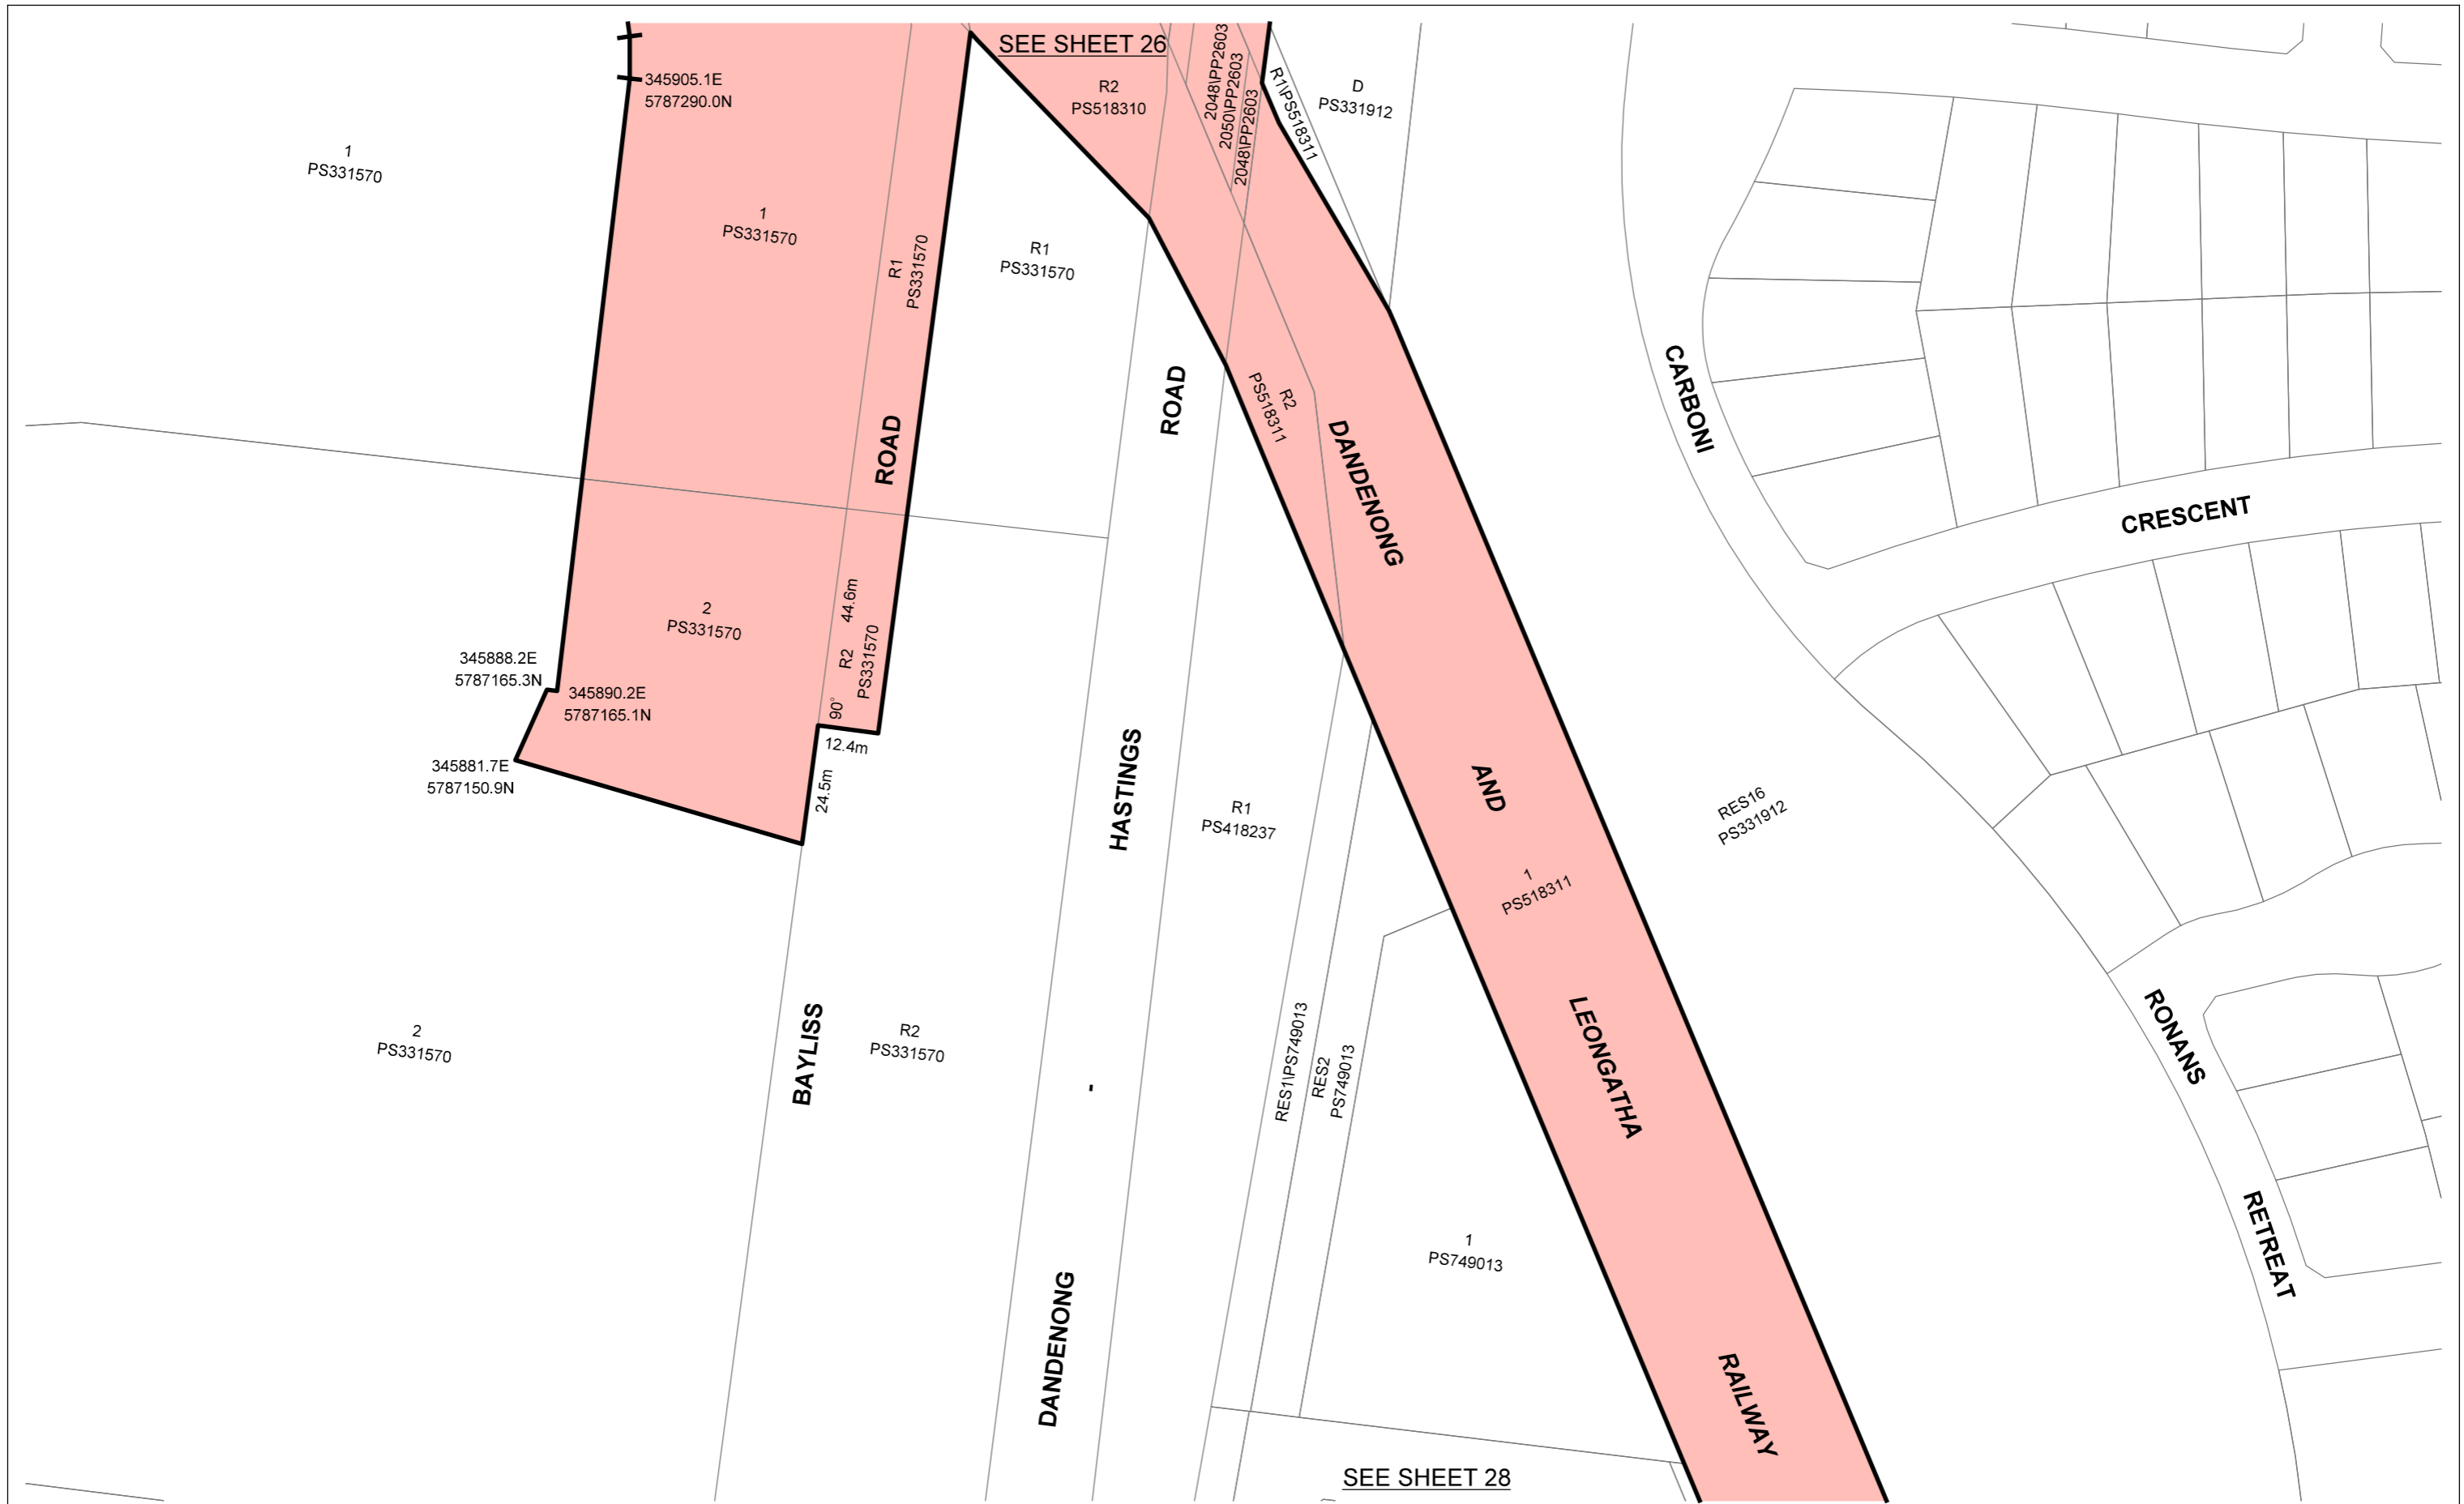 SEE SHEET 26
345905.1E
5787290.0N
1
PS331570
1
PS331570
R1
PS331570
R1
PS331570
R2
PS518310
2048\PP2603
2050\PP2603
2048\PP2603
R1\PS518311
D
PS331912
ROAD
ROAD
R2
PS518311
DANDENONG
CARBONI
CRESCENT
2
PS331570
44.6m
R2
PS331570
345888.2E
5787165.3N
345890.2E
5787165.1N
90°
12.4m
345881.7E
5787150.9N
24.5m
HASTINGS
R1
PS418237
AND
RES16
PS331912
1
PS518311
2
PS331570
BAYLISS
R2
PS331570
-
RES1\PS749013
RES2
PS749013
LEONGATHA
RONANS
RETREAT
1
PS749013
DANDENONG
RAILWAY
SEE SHEET 28